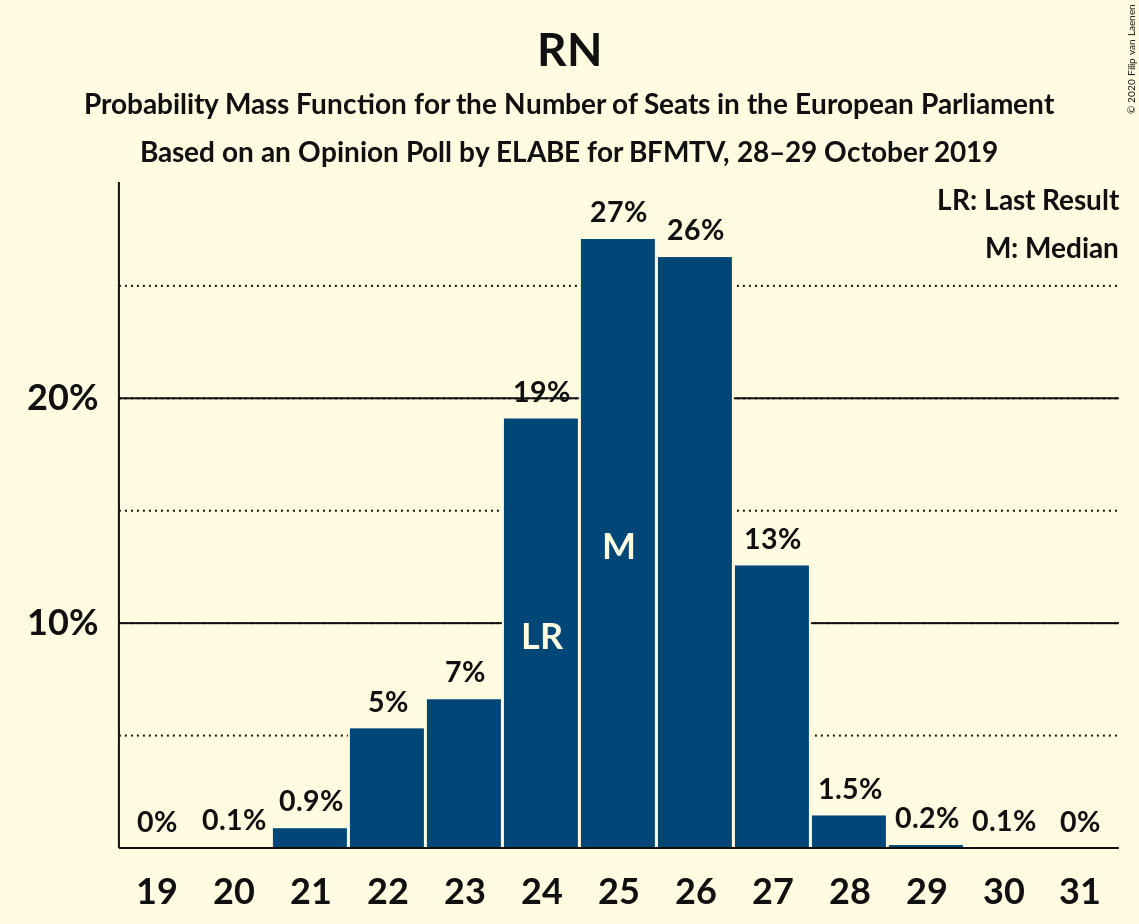 RN
Probability Mass Function for the Number of Seats in the European Parliament
Based on an Opinion Poll by ELABE for BFMTV, 28–29 October 2019
© 2020 Filip van Laenen
LR: Last Result
M: Median
20%
10%
0%
0.1%
0.9%
5%
7%
19%
27%
26%
13%
1.5%
0.2%
0.1%
0%
LR
M
19 20 21 22 23 24 25 26 27 28 29 30 31